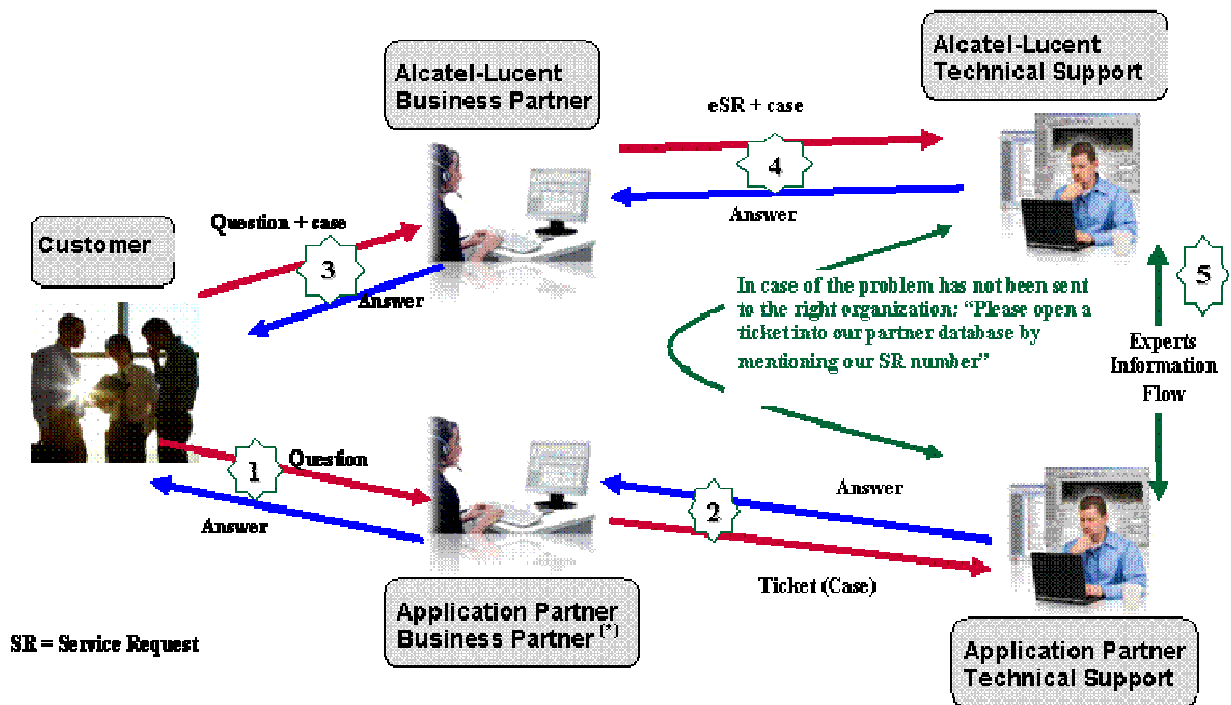 Alcatel-Lucent
Technical Support
Alcatel-Lucent
Business Partner
eSR + case
4
Answer
Customer
Question + case
3
Answer
In case of the problem has not been sent
to the right organization: “Please open a
ticket into our partner database by
mentioning our SR number”
5
Experts
Information
Flow
1
Question
Answer
2
Answer
Ticket (Case)
Application Partner
Business Partner [*]
SR = Service Request
Application Partner
Technical Support